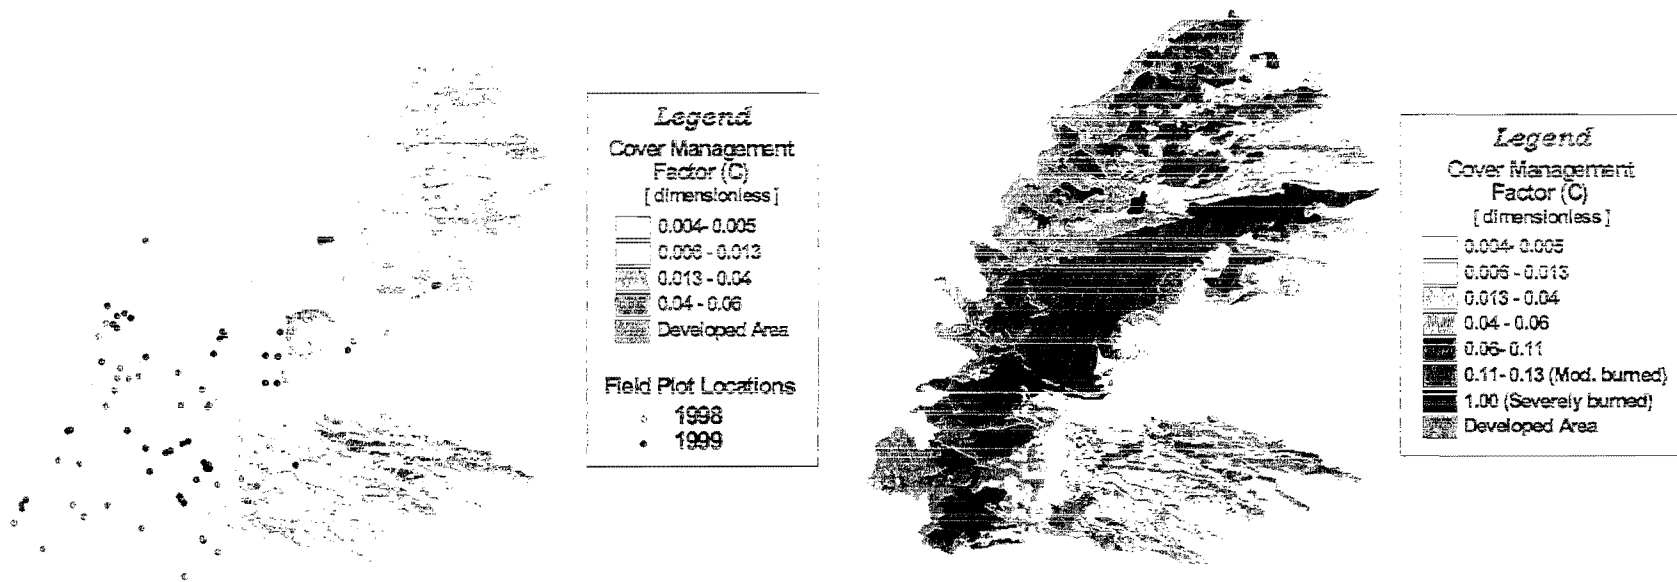 Legend
Cover Management
Factor (C)
[ dimensionless ]
0.004- 0.005
0.006 - 0.013
0.013 - 0.04
0.04 - 0.06
Developed Area
Field Plot Locations
1998
1999
Legend
Cover Management
Factor (C)
[ dimensionless ]
0.004- 0.005
0.006 - 0.013
0.013 - 0.04
0.04 - 0.06
0.06- 0.11
0.11- 0.13 (Mod. burned)
1.00 (Severely burned)
Developed Area